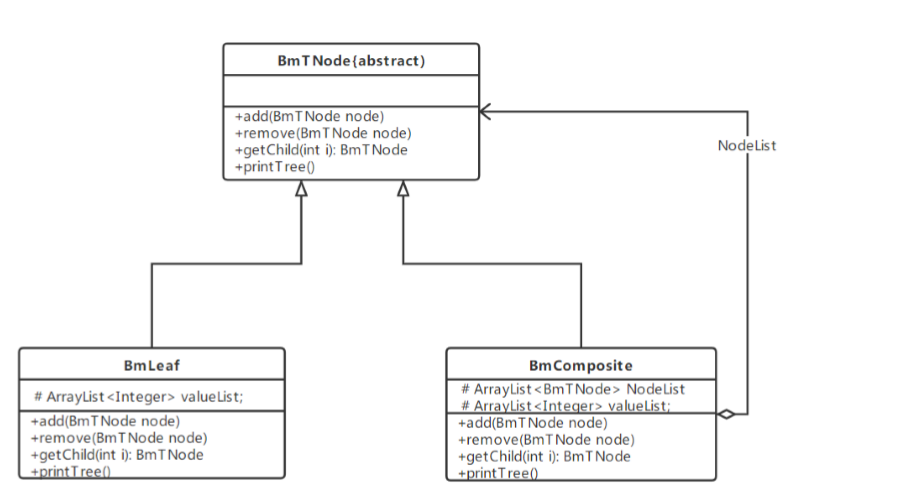 BmTNode{abstract)
+add(BmTNode node)
+remove(BmTNode node)
+getChild(int i): BmTNode
+printTree()
NodeList
BmLeaf
# ArrayList<Integer> valueList;
+add(BmTNode node)
+remove(BmTNode node)
+getChild(int i): BmTNode
+printTree()
BmComposite
# ArrayList<BmTNode> NodeList
# ArrayList<Integer> valueList;
+add(BmTNode node)
+remove(BmTNode node)
+getChild(int i): BmTNode
+printTree()